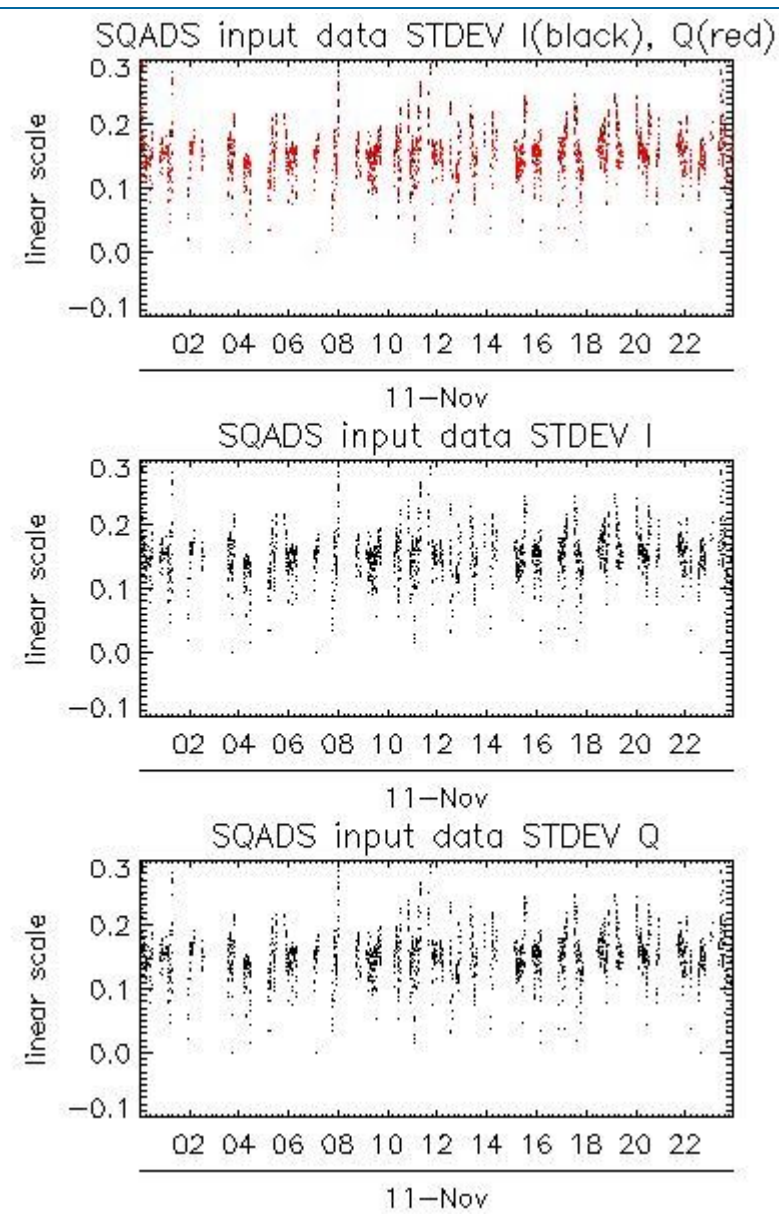 SQADS input data STDEV I(black), Q(red)
0.3
0.2
0.1
0.0
−0.1
linear scale
02 04 06 08 10 12 14 16 18 20 22
11−Nov
SQADS input data STDEV I
0.3
0.2
0.1
0.0
−0.1
linear scale
02 04 06 08 10 12 14 16 18 20 22
11−Nov
SQADS input data STDEV Q
0.3
0.2
0.1
0.0
−0.1
linear scale
02 04 06 08 10 12 14 16 18 20 22
11−Nov